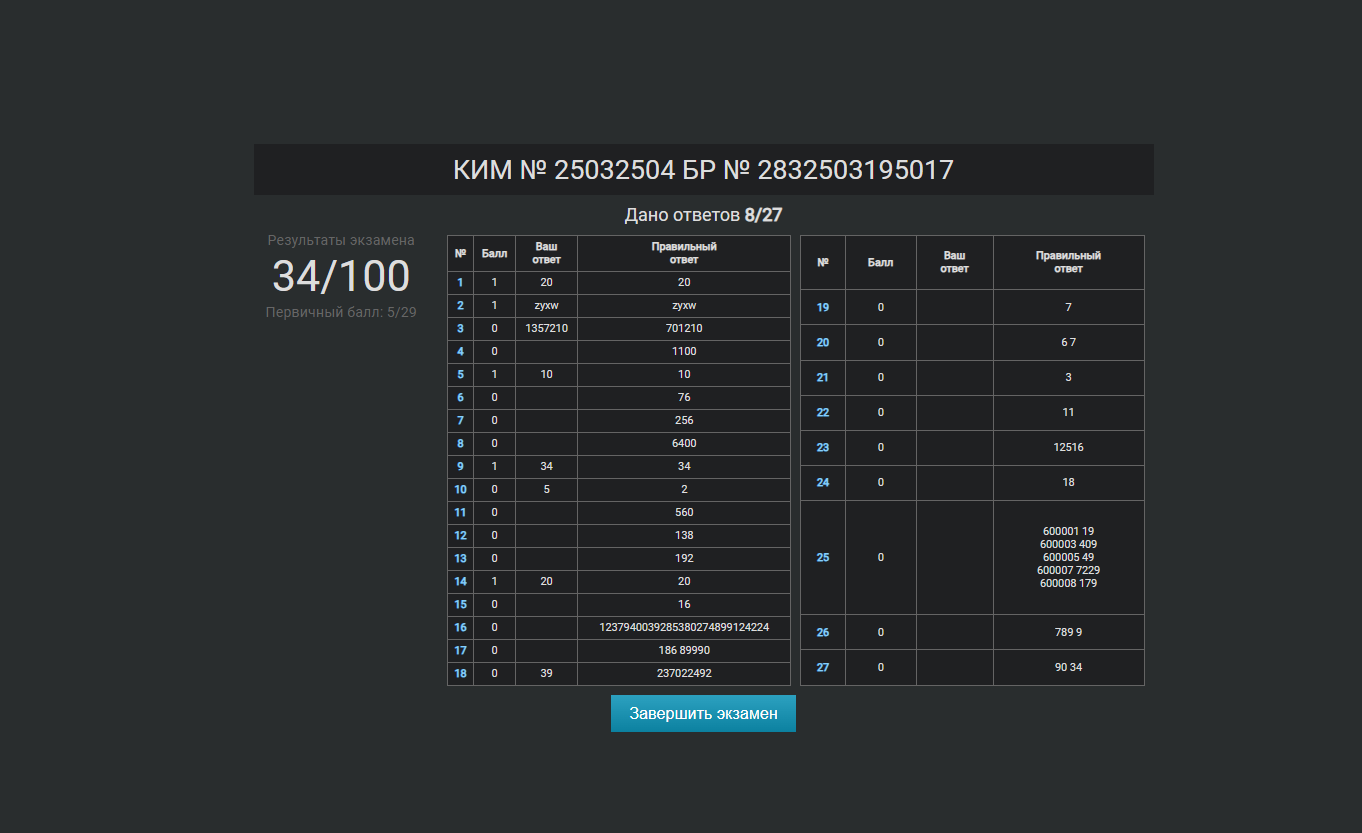 КИМ № 25032504 БР № 2832503195017
Дано ответов 8/27
Результаты экзамена
34/100
Первичный балл: 5/29
№ Балл Ваш ответ Правильный ответ
1 1 20 20
2 1 zyxw zyxw
3 0 1357210 701210
4 0 1100
5 1 10 10
6 0 76
7 0 256
8 0 6400
9 1 34 34
10 0 5 2
11 0 560
12 0 138
13 0 192
14 1 20 20
15 0 16
16 0 1237940039285380274899124224
17 0 186 89990
18 0 39 237022492
№ Балл Ваш ответ Правильный ответ
19 0 7
20 0 6 7
21 0 3
22 0 11
23 0 12516
24 0 18
25 0 600001 19
600003 409
600005 49
600007 7229
600008 179
26 0 789 9
27 0 90 34
Завершить экзамен